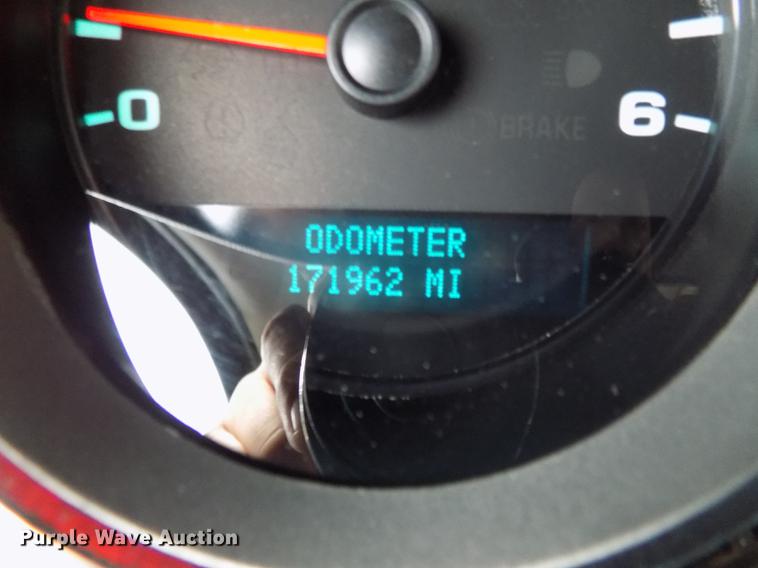 0
6
BRAKE
ODOMETER
171962 MI
Purple Wave Auction